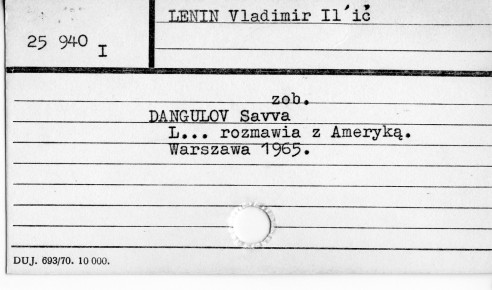 LENIN Vladimir Il´ič
25 940 I
zob.
DANGULOV Savva
L... rozmawia z Ameryką.
Warszawa 1965.
DUJ. 693/70. 10 000.